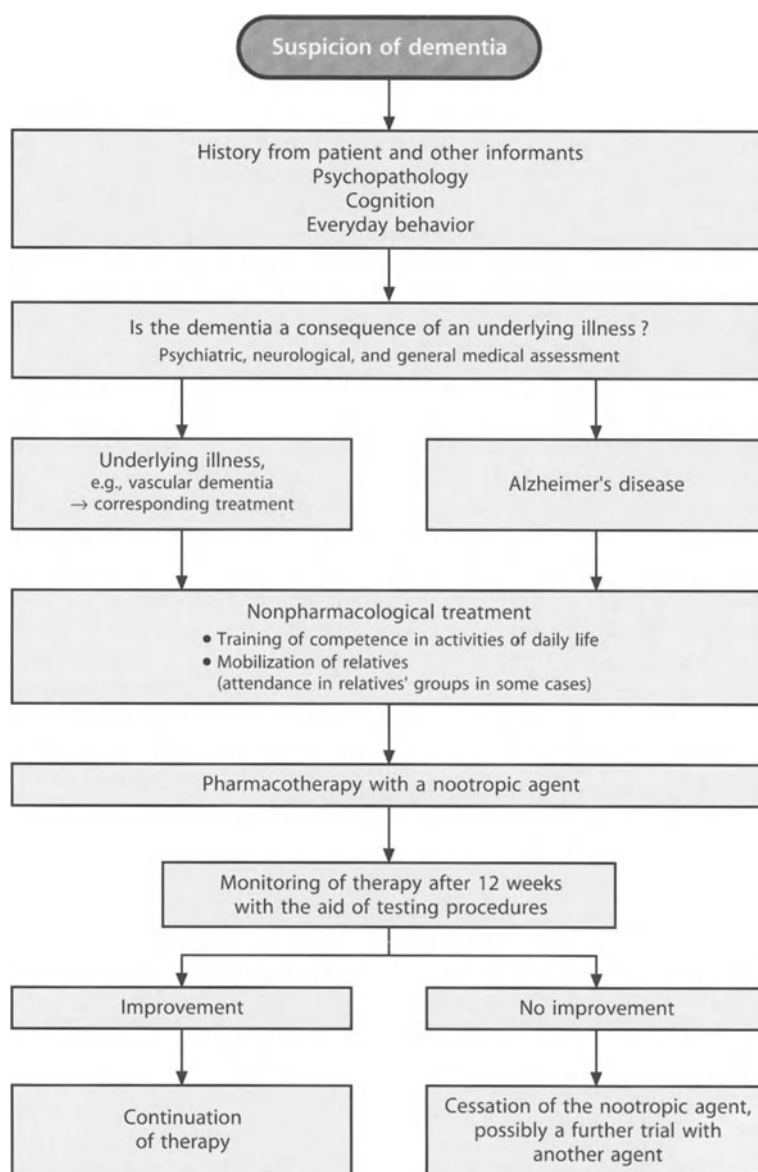 Suspicion of dementia
History from patient and other informants
Psychopathology
Cognition
Everyday behavior
Is the dementia a consequence of an underlying illness ?
Psychiatric, neurological, and general medical assessment
Underlying illness,
e.g., vascular dementia
→ corresponding treatment
Alzheimer's disease
Nonpharmacological treatment
• Training of competence in activities of daily life
• Mobilization of relatives
(attendance in relatives' groups in some cases)
Pharmacotherapy with a nootropic agent
Monitoring of therapy after 12 weeks
with the aid of testing procedures
Improvement
No improvement
Continuation
of therapy
Cessation of the nootropic agent,
possibly a further trial with
another agent